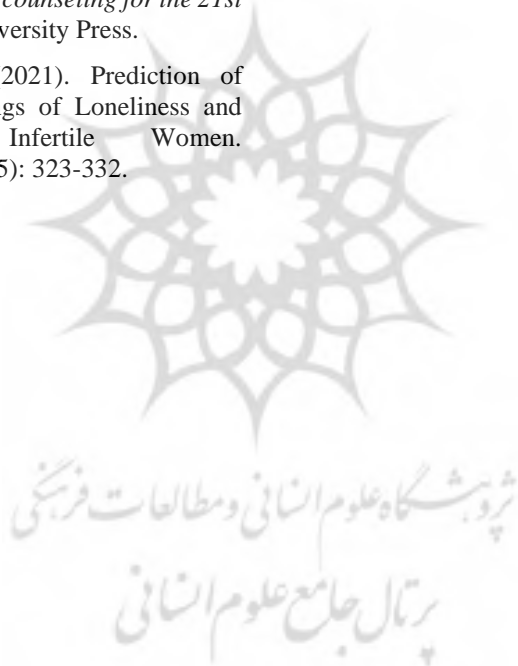 counseling for the 21st
versity Press.
2021). Prediction of
gs of Loneliness and
Infertile Women.
5): 323-332.
پژوهشگاه علوم انسانی و مطالعات فرهنگی
پرتال جامع علوم انسانی